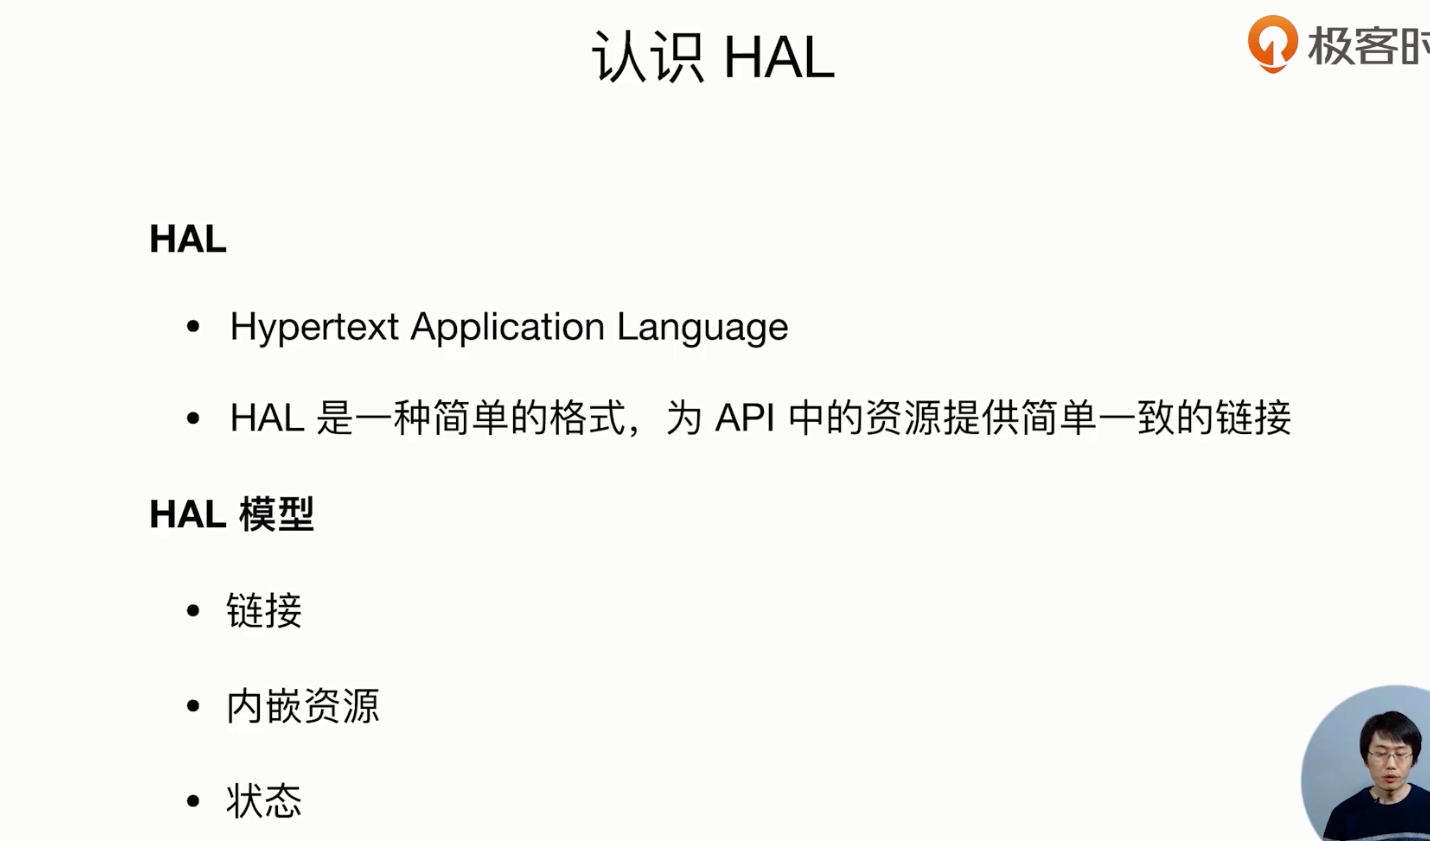 认识 HAL
极客时
HAL
• Hypertext Application Language
• HAL 是一种简单的格式，为 API 中的资源提供简单一致的链接
HAL 模型
• 链接
• 内嵌资源
• 状态